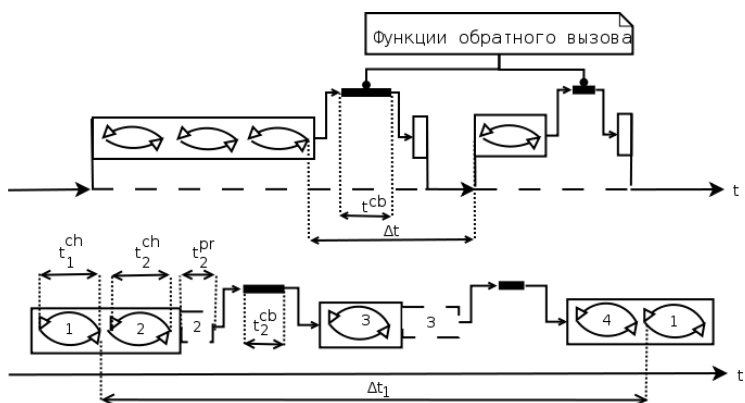 Функции обратного вызова
t
t^cb
Δt
t_1^ch t_2^ch t_2^pr
1 2 2 t_2^cb 3 3 4 1
t
Δt_1